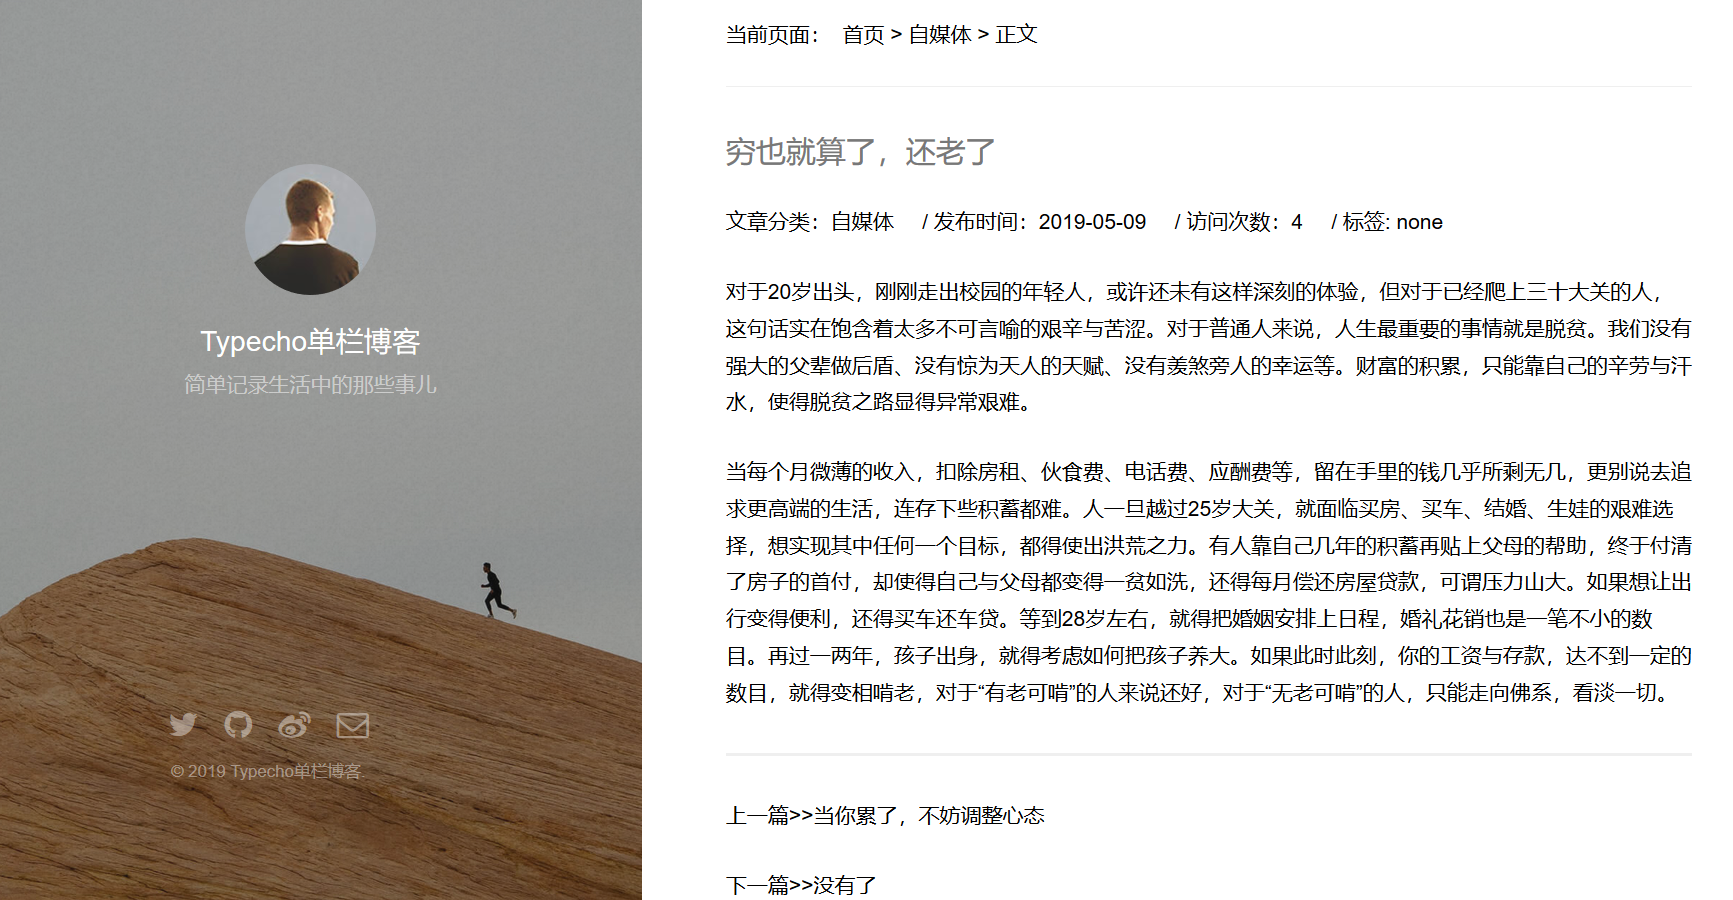 Typecho单栏博客
简单记录生活中的那些事儿
© 2019 Typecho单栏博客.
当前页面： 首页 > 自媒体 > 正文
穷也就算了，还老了
文章分类：自媒体 / 发布时间：2019-05-09 / 访问次数：4 / 标签: none
对于20岁出头，刚刚走出校园的年轻人，或许还未有这样深刻的体验，但对于已经爬上三十大关的人，
这句话实在饱含着太多不可言喻的艰辛与苦涩。对于普通人来说，人生最重要的事情就是脱贫。我们没有
强大的父辈做后盾、没有惊为天人的天赋、没有羡煞旁人的幸运等。财富的积累，只能靠自己的辛劳与汗
水，使得脱贫之路显得异常艰难。
当每个月微薄的收入，扣除房租、伙食费、电话费、应酬费等，留在手里的钱几乎所剩无几，更别说去追
求更高端的生活，连存下些积蓄都难。人一旦越过25岁大关，就面临买房、买车、结婚、生娃的艰难选
择，想实现其中任何一个目标，都得使出洪荒之力。有人靠自己几年的积蓄再贴上父母的帮助，终于付清
了房子的首付，却使得自己与父母都变得一贫如洗，还得每月偿还房屋贷款，可谓压力山大。如果想让出
行变得便利，还得买车还车贷。等到28岁左右，就得把婚姻安排上日程，婚礼花销也是一笔不小的数
目。再过一两年，孩子出身，就得考虑如何把孩子养大。如果此时此刻，你的工资与存款，达不到一定的
数目，就得变相啃老，对于“有老可啃”的人来说还好，对于“无老可啃”的人，只能走向佛系，看淡一切。
上一篇>>当你累了，不妨调整心态
下一篇>>没有了